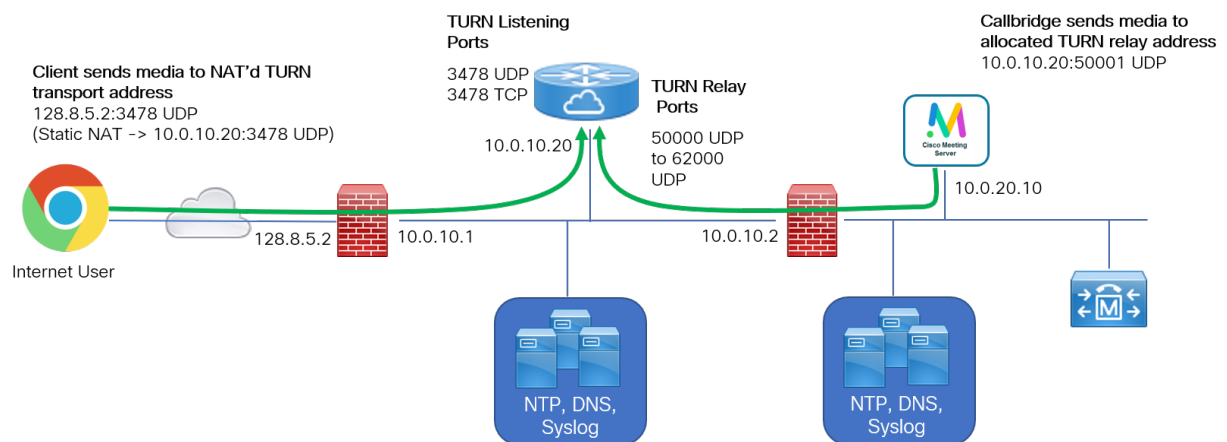 Client sends media to NAT'd TURN
transport address
128.8.5.2:3478 UDP
(Static NAT -> 10.0.10.20:3478 UDP)
TURN Listening
Ports
3478 UDP
3478 TCP
10.0.10.20
TURN Relay
Ports
50000 UDP
to 62000
UDP
Callbridge sends media to
allocated TURN relay address
10.0.10.20:50001 UDP
Cisco Meeting
Server
10.0.20.10
128.8.5.2
10.0.10.1
10.0.10.2
Internet User
M
NTP, DNS,
Syslog
NTP, DNS,
Syslog